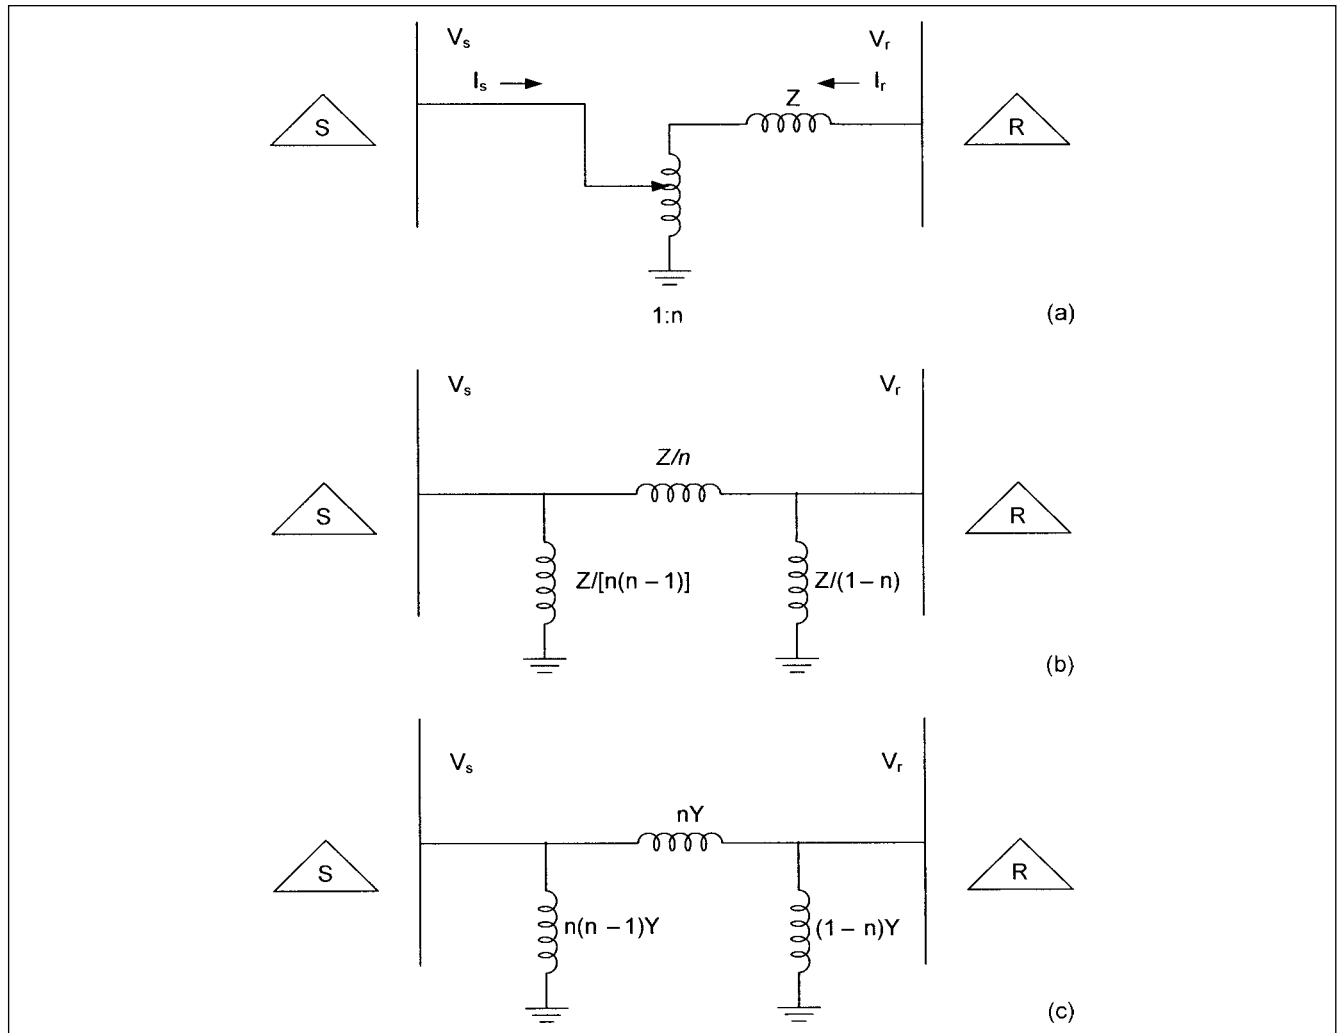 Vₛ
Vᵣ
Iₛ
Iᵣ
Z
S
R
1:n
(a)
Vₛ
Vᵣ
Z/n
S
R
Z/[n(n – 1)]
Z/(1 – n)
(b)
Vₛ
Vᵣ
nY
S
R
n(n – 1)Y
(1 – n)Y
(c)